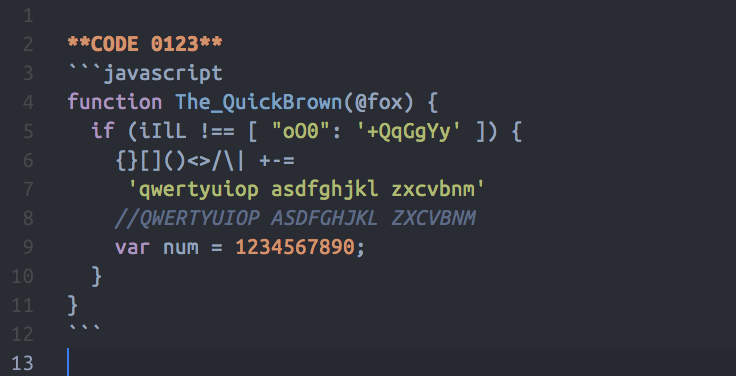 1
2 **CODE 0123**
3 ```javascript
4 function The_QuickBrown(@fox) {
5   if (iIlL !== [ "oO0": '+QqGgYy' ]) {
6     {}[]()<>/\| +-=
7      'qwertyuiop asdfghjkl zxcvbnm'
8     //QWERTYUIOP ASDFGHJKL ZXCVBNM
9     var num = 1234567890;
10   }
11 }
12 ```
13